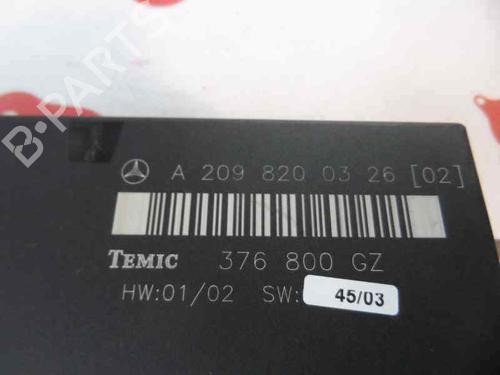 B-PARTS
A 209 820 03 26 [02]
TEMIC 376 800 GZ
HW:01/02 SW: 45/03